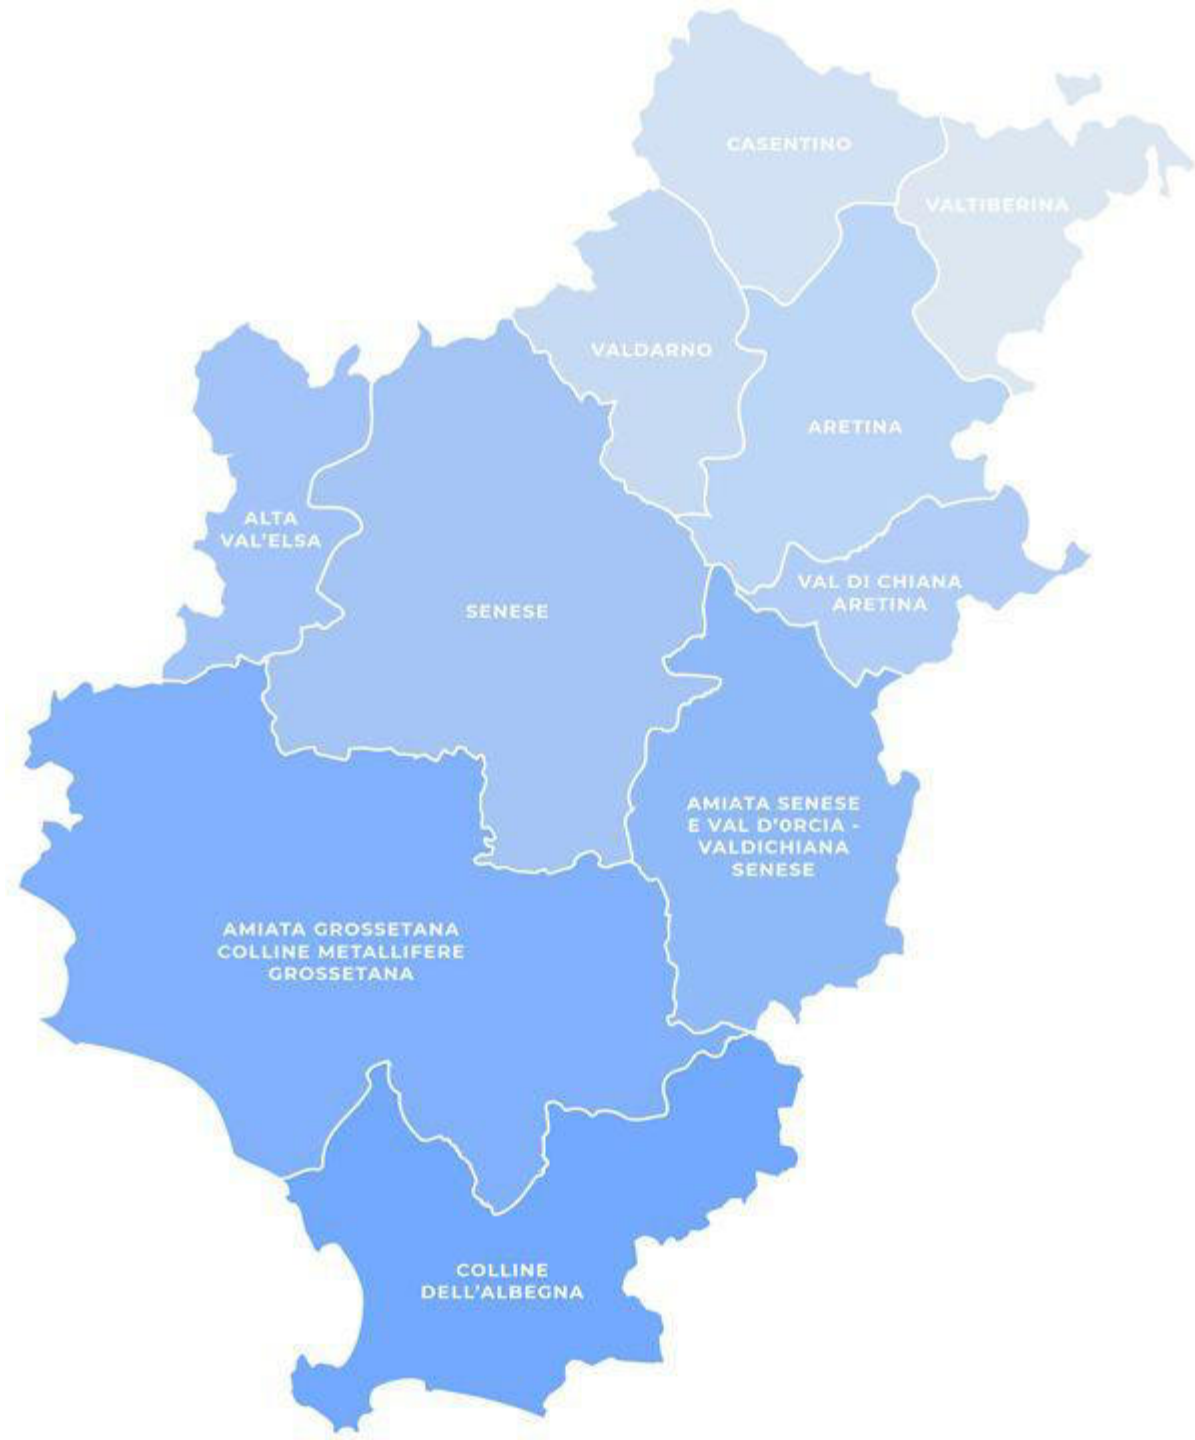 CASENTINO
VALTIBERINA
VALDARNO
ARETINA
ALTA
VAL'ELSA
VAL DI CHIANA
ARETINA
SENESE
AMIATA SENESE
E VAL D'0RCIA -
VALDICHIANA
SENESE
AMIATA GROSSETANA
COLLINE METALLIFERE
GROSSETANA
COLLINE
DELL'ALBEGNA